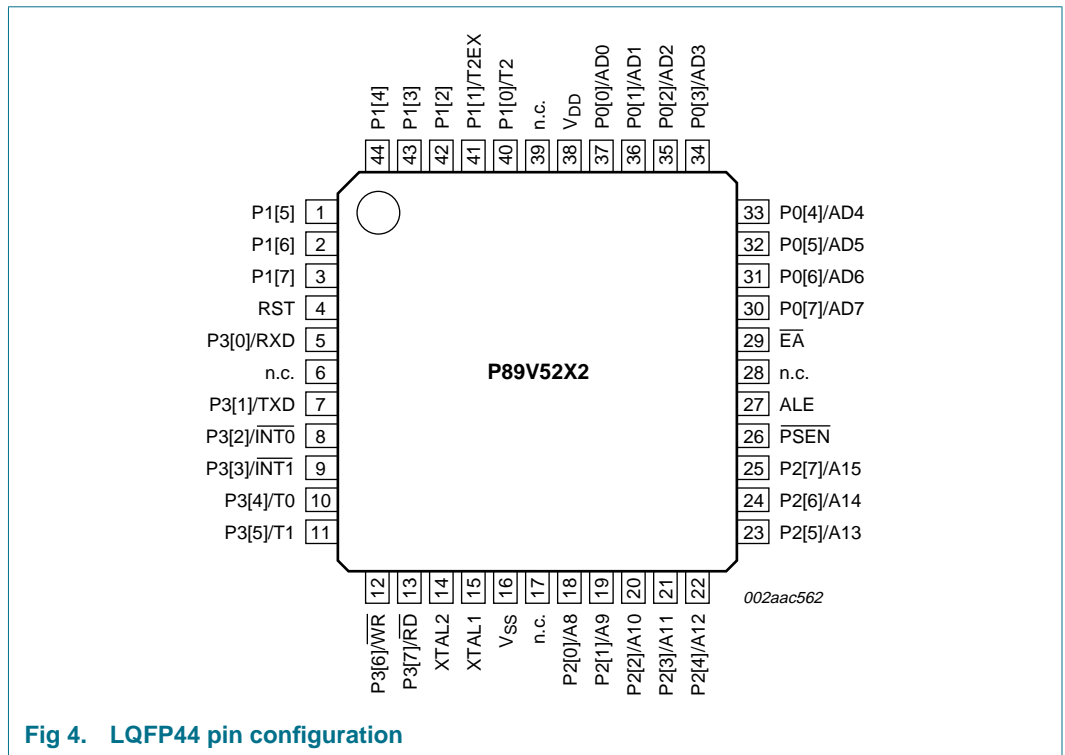 44 P1[4]
43 P1[3]
42 P1[2]
41 P1[1]/T2EX
40 P1[0]/T2
39 n.c.
38 VDD
37 P0[0]/AD0
36 P0[1]/AD1
35 P0[2]/AD2
34 P0[3]/AD3
P1[5] 1
P1[6] 2
P1[7] 3
RST 4
P3[0]/RXD 5
n.c. 6
P3[1]/TXD 7
P3[2]/I̅N̅T̅0̅ 8
P3[3]/I̅N̅T̅1̅ 9
P3[4]/T0 10
P3[5]/T1 11
P89V52X2
33 P0[4]/AD4
32 P0[5]/AD5
31 P0[6]/AD6
30 P0[7]/AD7
29 E̅A̅
28 n.c.
27 ALE
26 P̅S̅E̅N̅
25 P2[7]/A15
24 P2[6]/A14
23 P2[5]/A13
P3[6]/W̅R̅ 12
P3[7]/R̅D̅ 13
XTAL2 14
XTAL1 15
VSS 16
n.c. 17
P2[0]/A8 18
P2[1]/A9 19
P2[2]/A10 20
P2[3]/A11 21
P2[4]/A12 22
002aac562
Fig 4. LQFP44 pin configuration